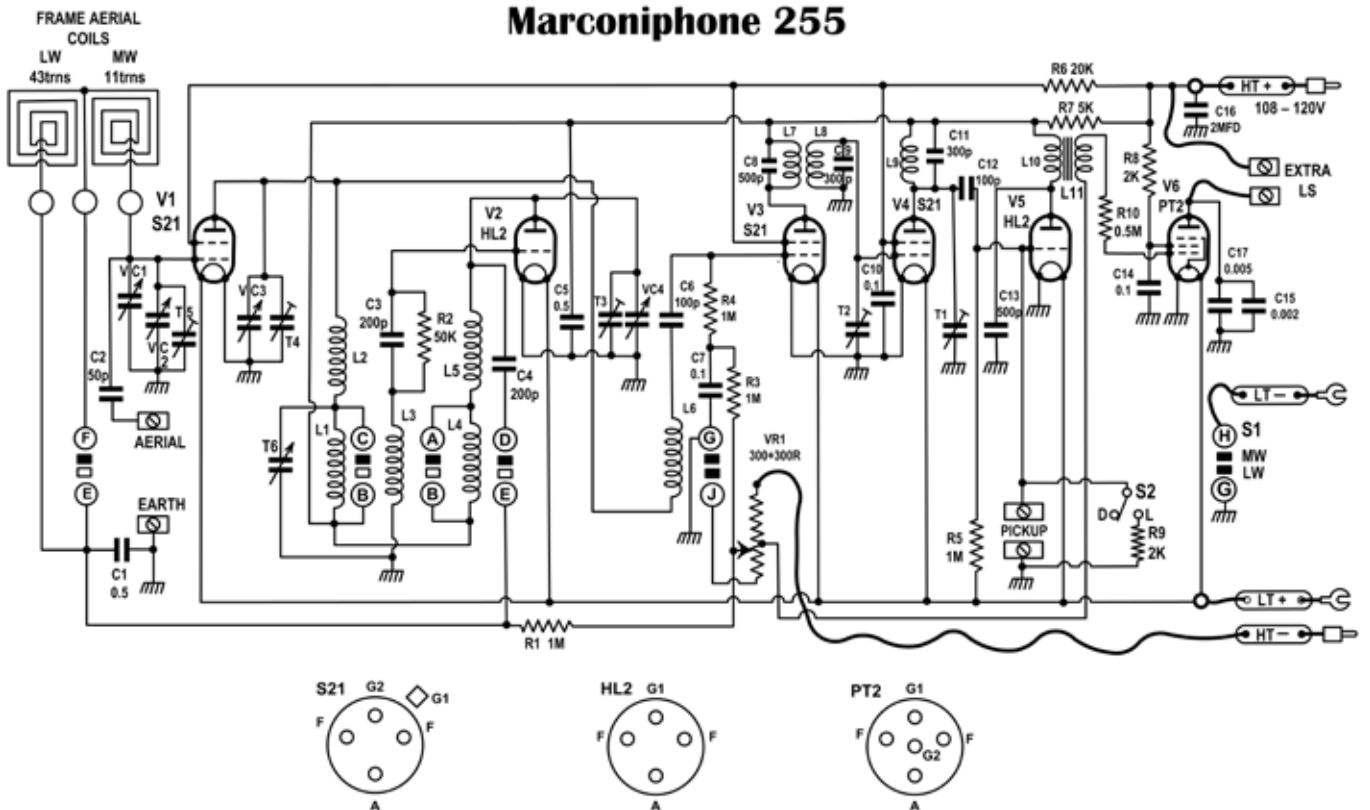 Marconiphone 255
FRAME AERIAL
COILS
LW MW
43trns 11trns
R6 20K
HT +
108 – 120V
C16
2MFD
R7 5K
EXTRA
LS
V1
S21
V2
HL2
V3
S21
V4
S21
V5
HL2
V6
PT2
L7
L8
C8
500p
C9
300p
L9
C11
300p
C12
100p
L10
L11
R8
2K
R10
0.5M
C17
0.005
C15
0.002
C14
0.1
VC1
VC2
T5
VC3
T4
C2
50p
AERIAL
L2
C3
200p
R2
50K
L5
C4
200p
C5
0.5
T3
VC4
C6
100p
R4
1M
C7
0.1
R3
1M
T2
C10
0.1
T1
C13
500p
L1
L3
L4
L6
T6
F
E
C
B
A
B
D
E
G
J
VR1
300+300R
EARTH
C1
0.5
R1 1M
R5
1M
PICKUP
S2
D L
R9
2K
LT –
H S1
MW
LW
G
LT +
HT –
S21 G2 G1
F F
A
HL2 G1
F F
A
PT2 G1
F F
G2
A